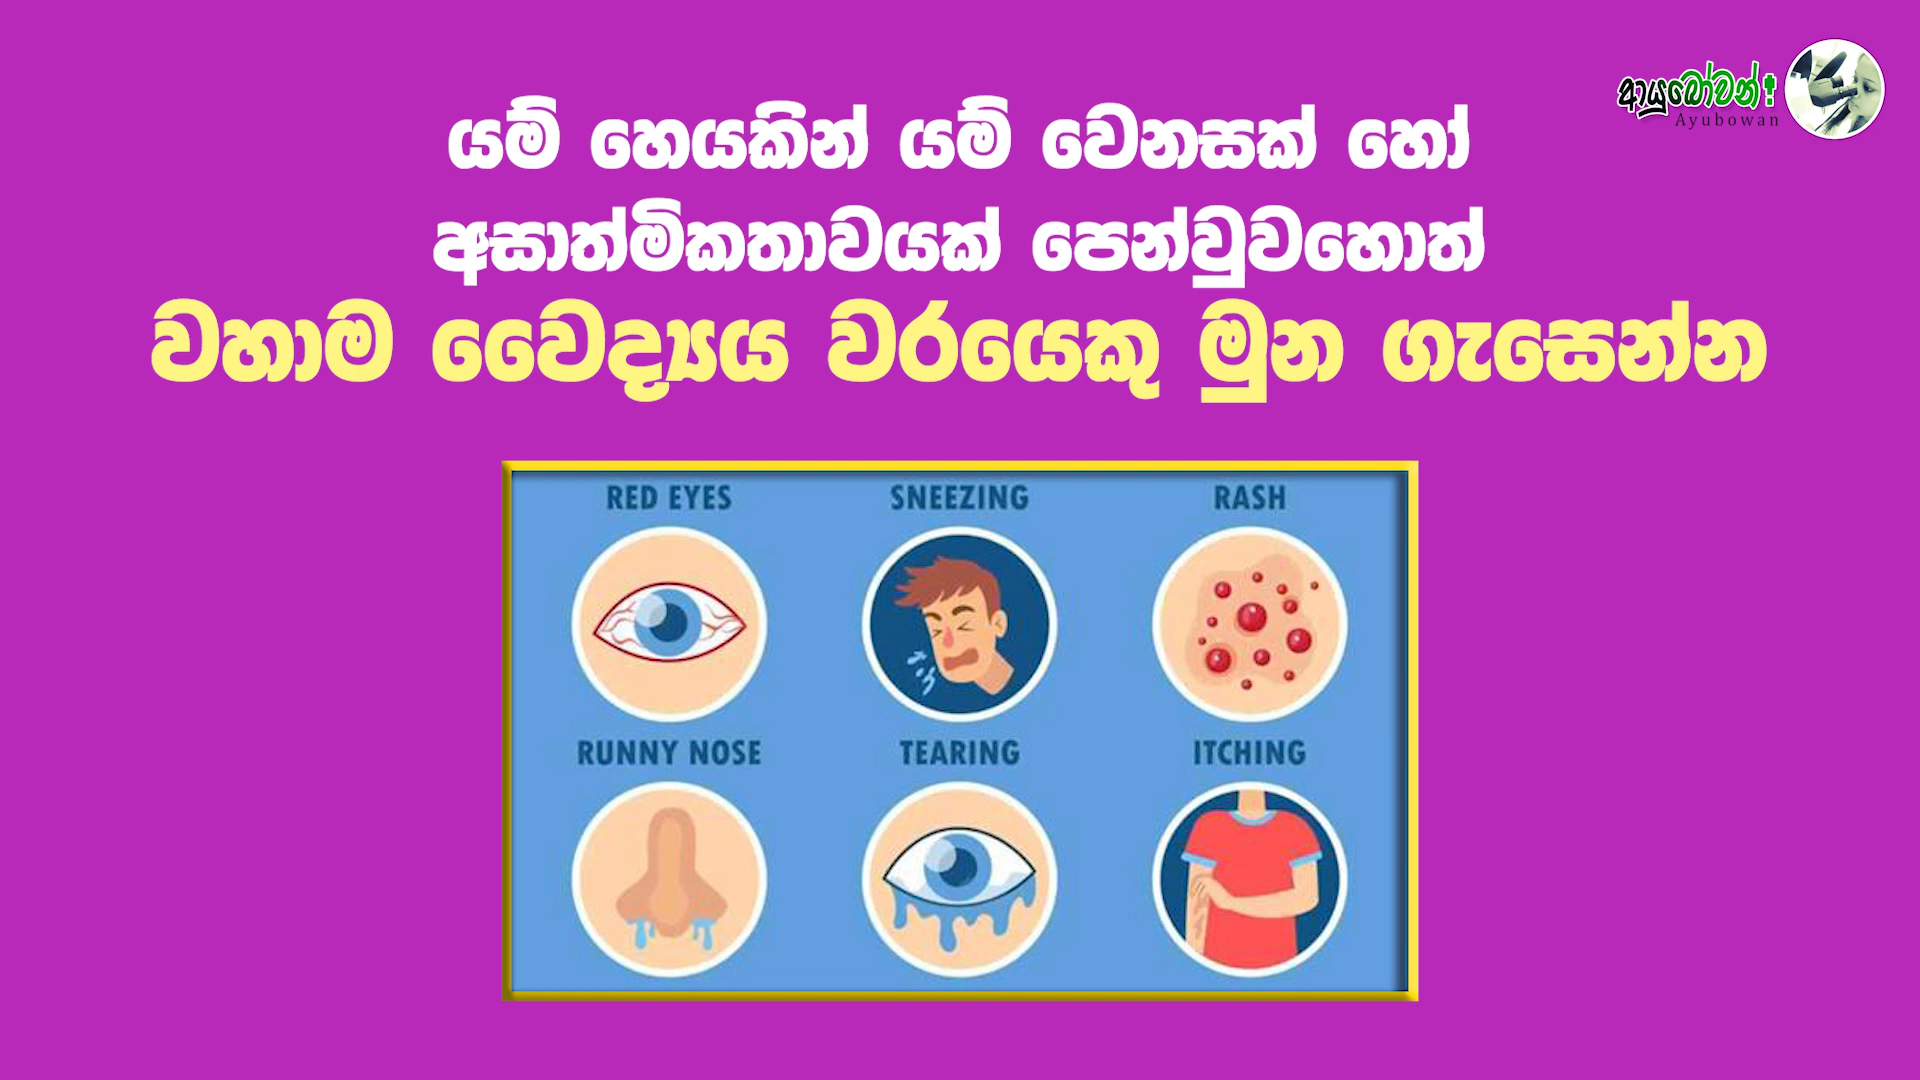 ආයුබෝවන්!
Ayubowan
යම් හෙයකින් යම් වෙනසක් හෝ
අසාත්මිකතාවයක් පෙන්වුවහොත්
වහාම වෛද්‍යය වරයෙකු මුන ගැසෙන්න
RED EYES
SNEEZING
RASH
RUNNY NOSE
TEARING
ITCHING